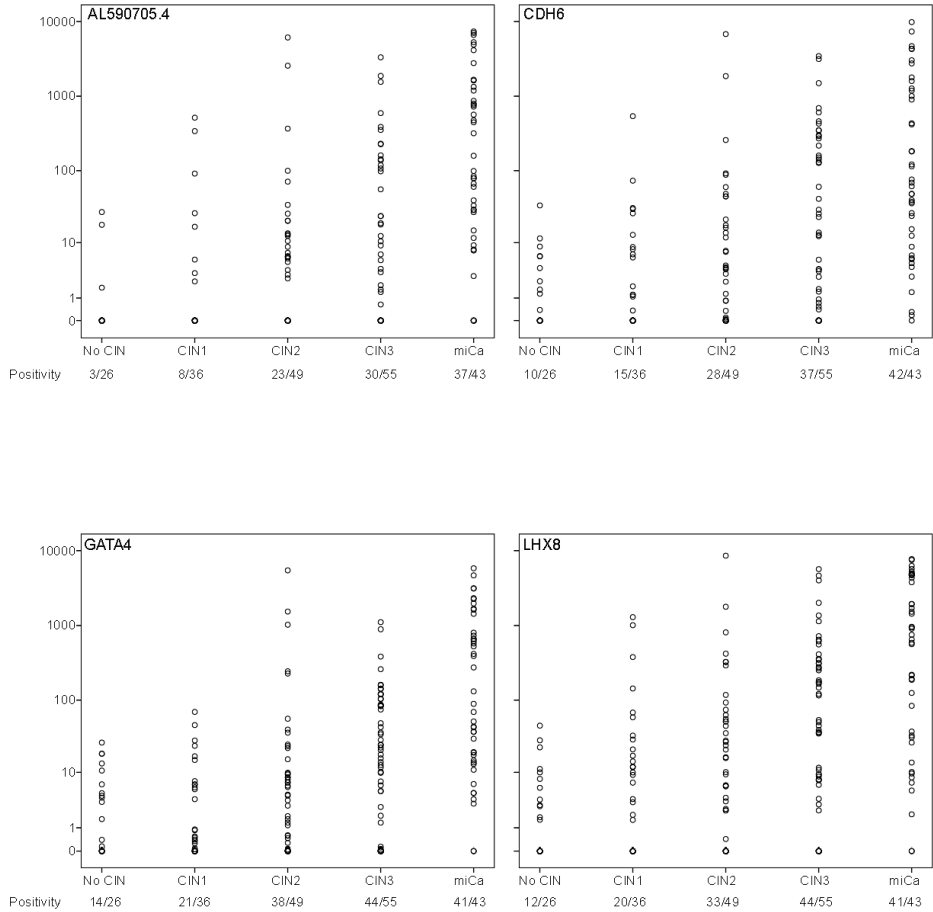 AL590705.4 CDH6
10000
1000
100
10
1
0
No CIN CIN1 CIN2 CIN3 miCa No CIN CIN1 CIN2 CIN3 miCa
Positivity 3/26 8/36 23/49 30/55 37/43 10/26 15/36 28/49 37/55 42/43
GATA4 LHX8
10000
1000
100
10
1
0
No CIN CIN1 CIN2 CIN3 miCa No CIN CIN1 CIN2 CIN3 miCa
Positivity 14/26 21/36 38/49 44/55 41/43 12/26 20/36 33/49 44/55 41/43